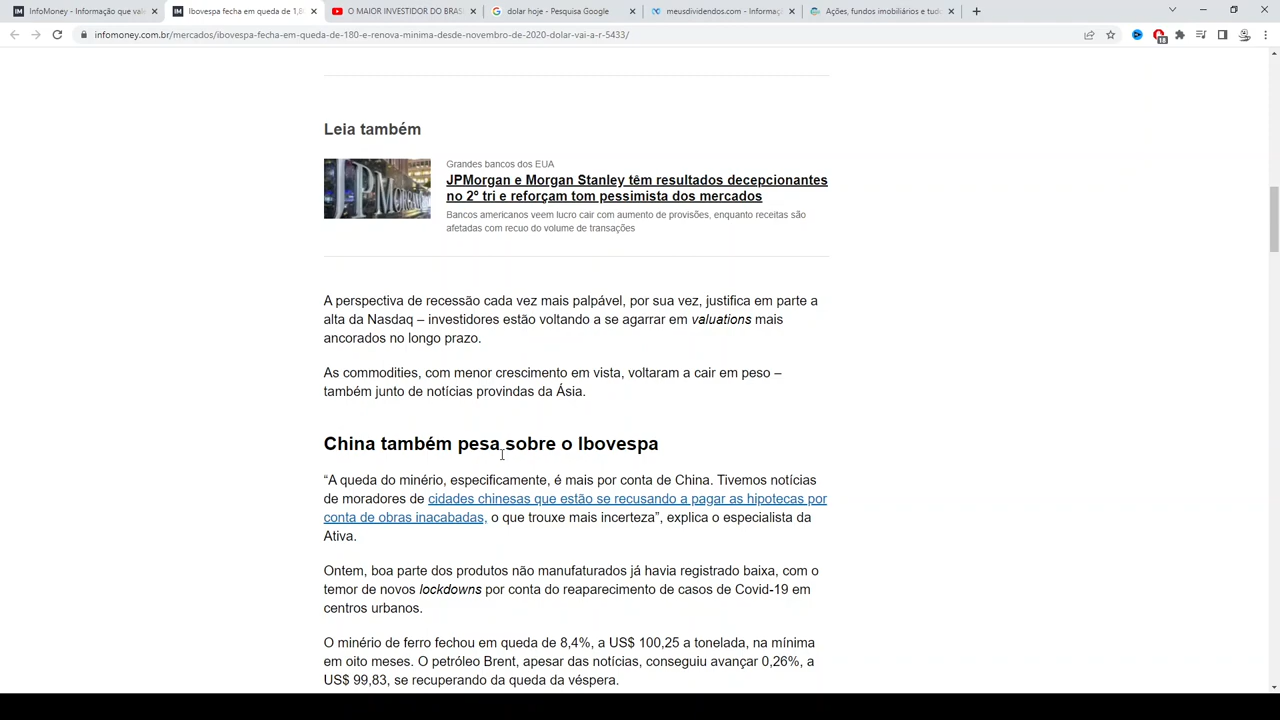 InfoMoney - Informação que vale
Ibovespa fecha em queda de 1,8
O MAIOR INVESTIDOR DO BRAS
dolar hoje - Pesquisa Google
meusdividendos.com - Informaç
Ações, fundos imobiliários e tud
infomoney.com.br/mercados/ibovespa-fecha-em-queda-de-180-e-renova-minima-desde-novembro-de-2020-dolar-vai-a-r-5433/
Leia também
JPMorgan
Grandes bancos dos EUA
JPMorgan e Morgan Stanley têm resultados decepcionantes
no 2º tri e reforçam tom pessimista dos mercados
Bancos americanos veem lucro cair com aumento de provisões, enquanto receitas são
afetadas com recuo do volume de transações
A perspectiva de recessão cada vez mais palpável, por sua vez, justifica em parte a
alta da Nasdaq – investidores estão voltando a se agarrar em valuations mais
ancorados no longo prazo.
As commodities, com menor crescimento em vista, voltaram a cair em peso –
também junto de notícias provindas da Ásia.
China também pesa sobre o Ibovespa
“A queda do minério, especificamente, é mais por conta de China. Tivemos notícias
de moradores de cidades chinesas que estão se recusando a pagar as hipotecas por
conta de obras inacabadas, o que trouxe mais incerteza”, explica o especialista da
Ativa.
Ontem, boa parte dos produtos não manufaturados já havia registrado baixa, com o
temor de novos lockdowns por conta do reaparecimento de casos de Covid-19 em
centros urbanos.
O minério de ferro fechou em queda de 8,4%, a US$ 100,25 a tonelada, na mínima
em oito meses. O petróleo Brent, apesar das notícias, conseguiu avançar 0,26%, a
US$ 99,83, se recuperando da queda da véspera.